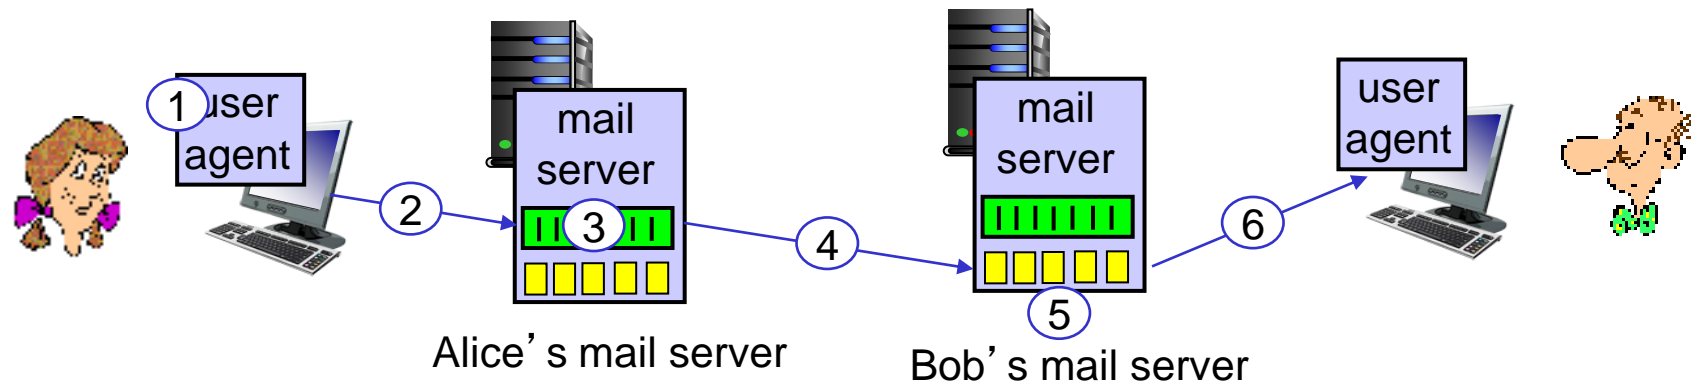 1
user
agent
2
mail
server
3
4
mail
server
5
6
user
agent
Alice’s mail server
Bob’s mail server